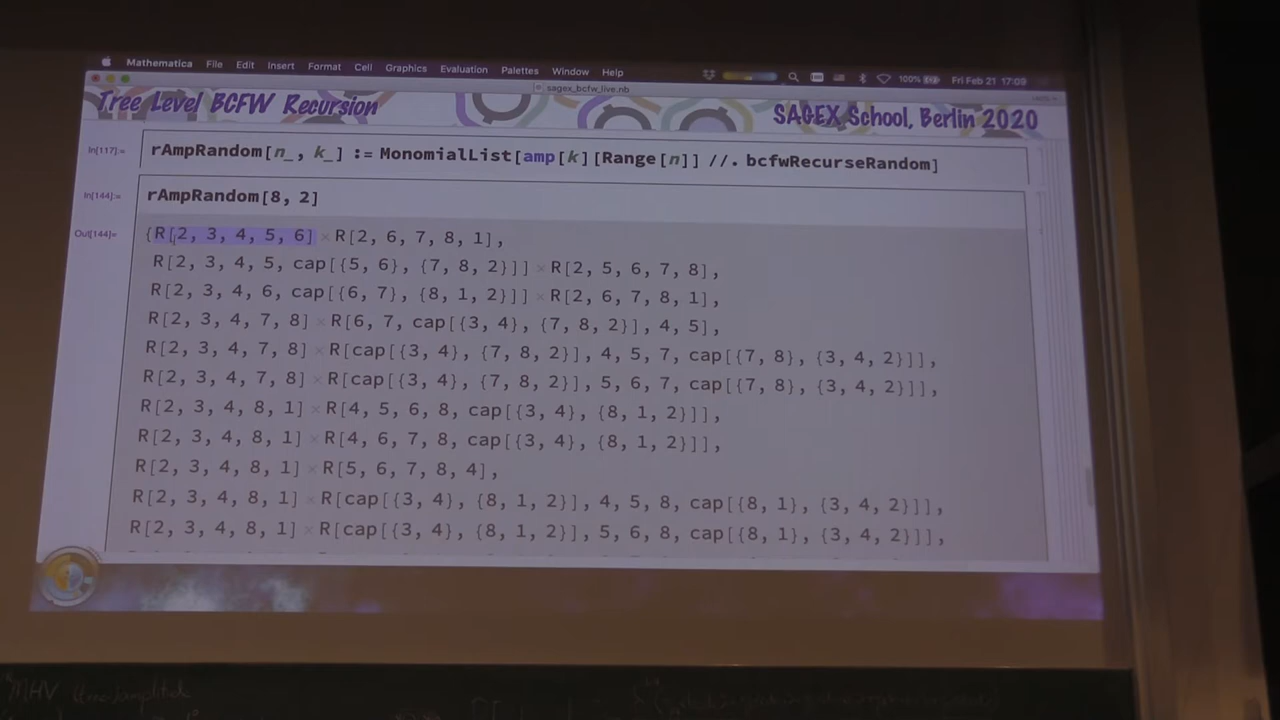 Mathematica File Edit Insert Format Cell Graphics Evaluation Palettes Window Help 100% Fri Feb 21 17:09
sagex_bcfw_live.nb
Tree Level BCFW Recursion SAGEX School, Berlin 2020
In[117]:= rAmpRandom[n_, k_] := MonomialList[amp[k][Range[n]] //. bcfwRecurseRandom]
In[144]:= rAmpRandom[8, 2]
Out[144]= {R[2, 3, 4, 5, 6] × R[2, 6, 7, 8, 1],
R[2, 3, 4, 5, cap[{5, 6}, {7, 8, 2}]] × R[2, 5, 6, 7, 8],
R[2, 3, 4, 6, cap[{6, 7}, {8, 1, 2}]] × R[2, 6, 7, 8, 1],
R[2, 3, 4, 7, 8] × R[6, 7, cap[{3, 4}, {7, 8, 2}], 4, 5],
R[2, 3, 4, 7, 8] × R[cap[{3, 4}, {7, 8, 2}], 4, 5, 7, cap[{7, 8}, {3, 4, 2}]],
R[2, 3, 4, 7, 8] × R[cap[{3, 4}, {7, 8, 2}], 5, 6, 7, cap[{7, 8}, {3, 4, 2}]],
R[2, 3, 4, 8, 1] × R[4, 5, 6, 8, cap[{3, 4}, {8, 1, 2}]],
R[2, 3, 4, 8, 1] × R[4, 6, 7, 8, cap[{3, 4}, {8, 1, 2}]],
R[2, 3, 4, 8, 1] × R[5, 6, 7, 8, 4],
R[2, 3, 4, 8, 1] × R[cap[{3, 4}, {8, 1, 2}], 4, 5, 8, cap[{8, 1}, {3, 4, 2}]],
R[2, 3, 4, 8, 1] × R[cap[{3, 4}, {8, 1, 2}], 5, 6, 8, cap[{8, 1}, {3, 4, 2}]],
MHV